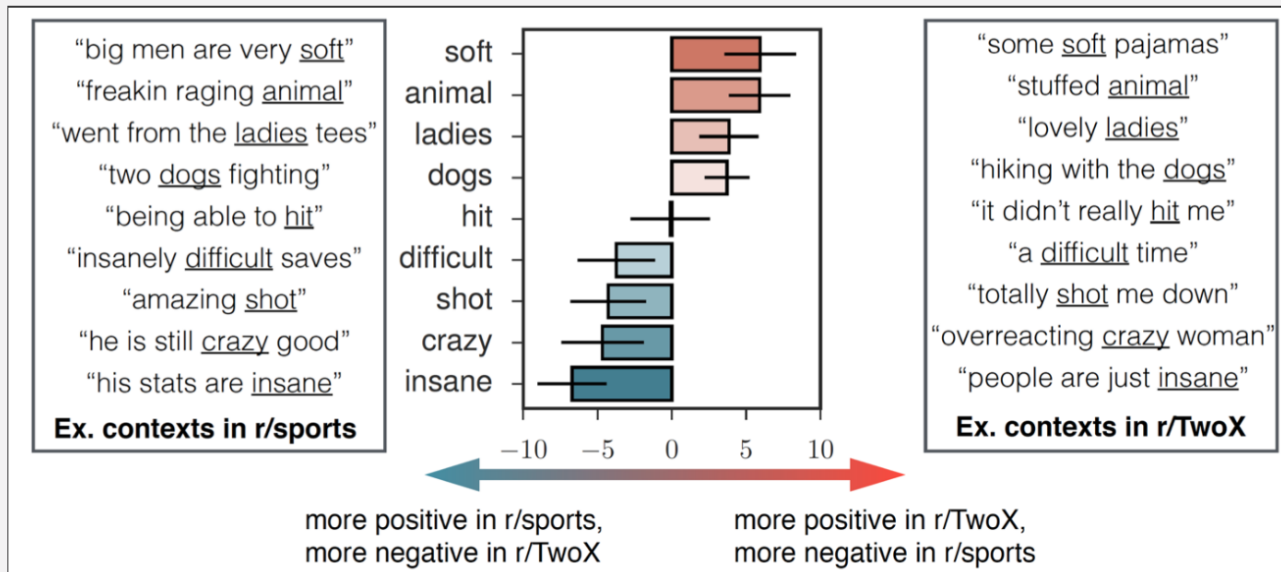 “big men are very soft”
“freakin raging animal”
“went from the ladies tees”
“two dogs fighting”
“being able to hit”
“insanely difficult saves”
“amazing shot”
“he is still crazy good”
“his stats are insane”
Ex. contexts in r/sports
soft
animal
ladies
dogs
hit
difficult
shot
crazy
insane
−10 −5 0 5 10
more positive in r/sports,
more negative in r/TwoX
more positive in r/TwoX,
more negative in r/sports
“some soft pajamas”
“stuffed animal”
“lovely ladies”
“hiking with the dogs”
“it didn’t really hit me”
“a difficult time”
“totally shot me down”
“overreacting crazy woman”
“people are just insane”
Ex. contexts in r/TwoX